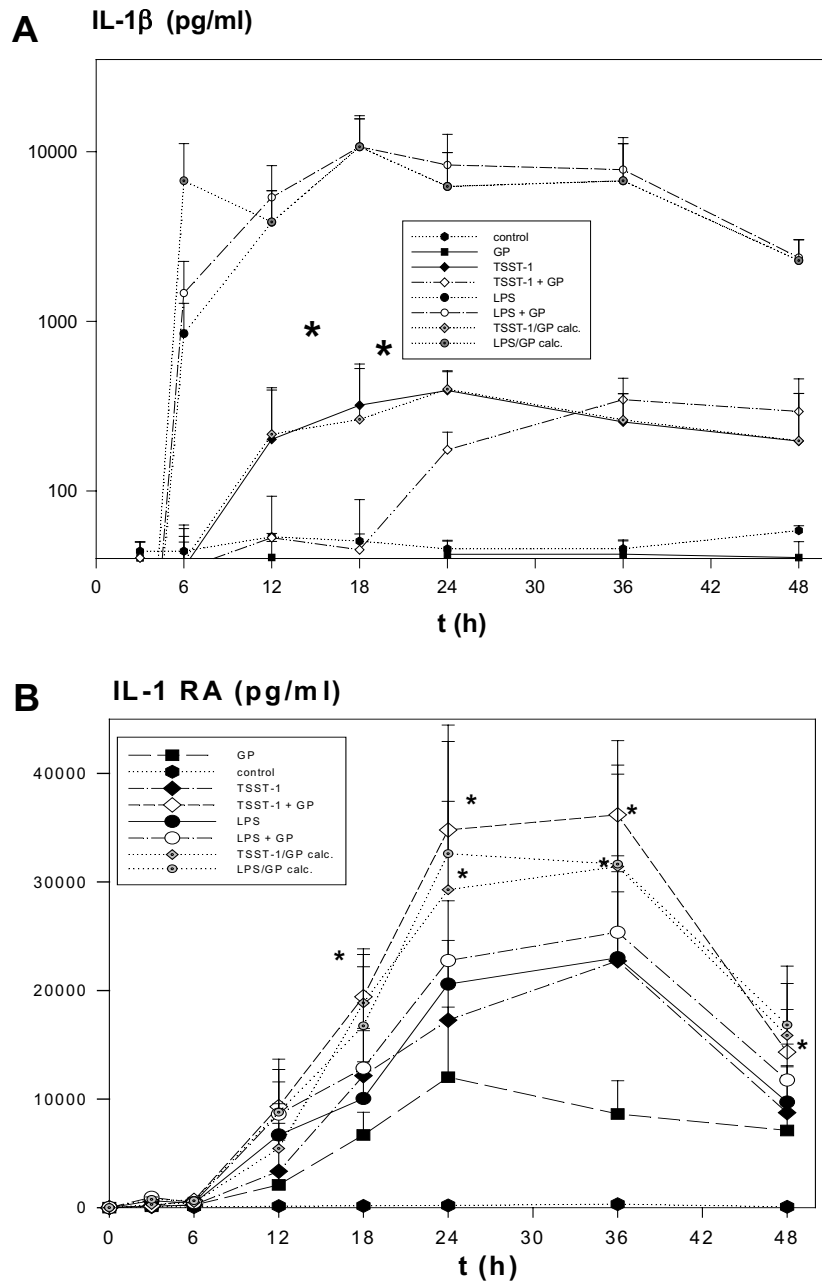 A
IL-1β (pg/ml)
10000
1000
100
control
GP
TSST-1
TSST-1 + GP
LPS
LPS + GP
TSST-1/GP calc.
LPS/GP calc.
*
*
0 6 12 18 24 30 36 42 48
t (h)
B
IL-1 RA (pg/ml)
40000
30000
20000
10000
0
GP
control
TSST-1
TSST-1 + GP
LPS
LPS + GP
TSST-1/GP calc.
LPS/GP calc.
*
*
*
*
*
*
0 6 12 18 24 30 36 42 48
t (h)